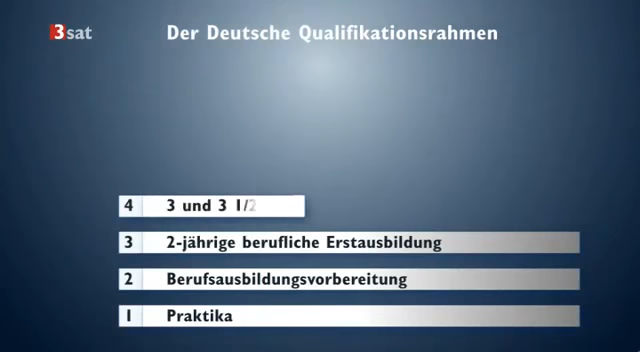 3sat
Der Deutsche Qualifikationsrahmen
4 3 und 3 1/2
3 2-jährige berufliche Erstausbildung
2 Berufsausbildungsvorbereitung
1 Praktika